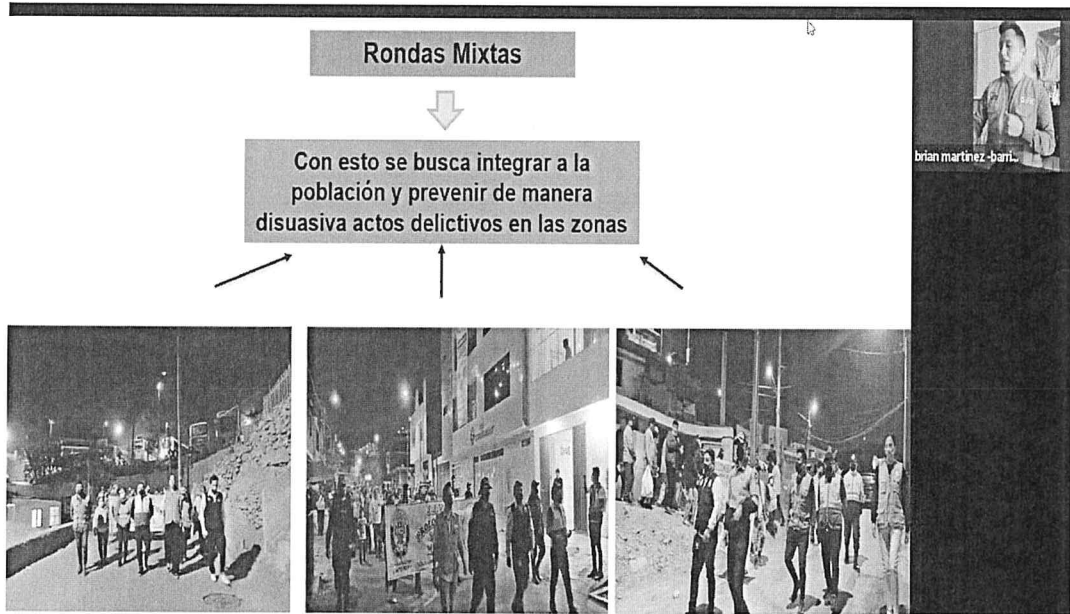 Rondas Mixtas
Con esto se busca integrar a la
población y prevenir de manera
disuasiva actos delictivos en las zonas
brian martinez -barri...